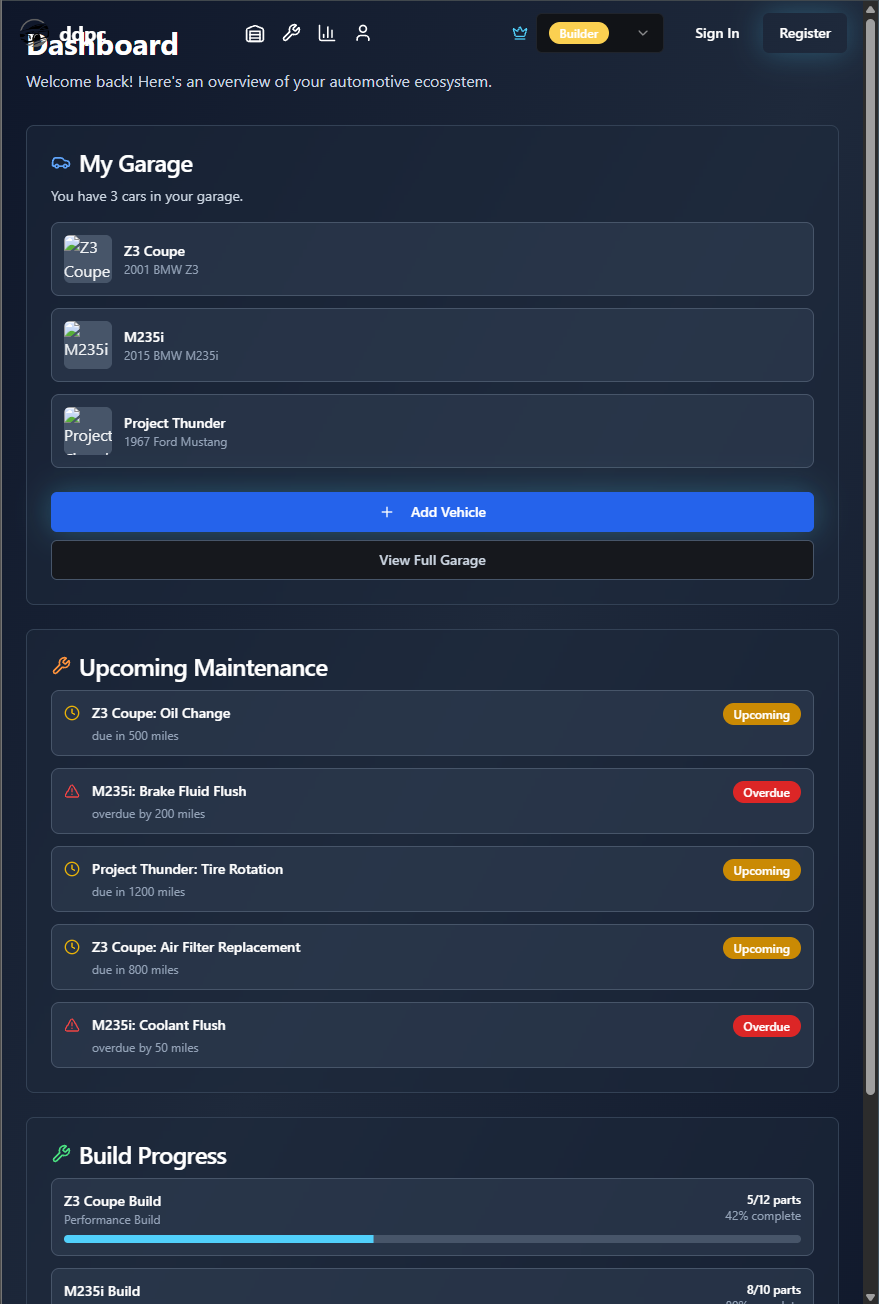 ddpc
Builder
Sign In
Register
Dashboard
Welcome back! Here's an overview of your automotive ecosystem.
My Garage
You have 3 cars in your garage.
Z3
Coupe
Z3 Coupe
2001 BMW Z3
M235i
M235i
2015 BMW M235i
Project
Project Thunder
1967 Ford Mustang
+ Add Vehicle
View Full Garage
Upcoming Maintenance
Z3 Coupe: Oil Change
Upcoming
due in 500 miles
M235i: Brake Fluid Flush
Overdue
overdue by 200 miles
Project Thunder: Tire Rotation
Upcoming
due in 1200 miles
Z3 Coupe: Air Filter Replacement
Upcoming
due in 800 miles
M235i: Coolant Flush
Overdue
overdue by 50 miles
Build Progress
Z3 Coupe Build
5/12 parts
Performance Build
42% complete
M235i Build
8/10 parts